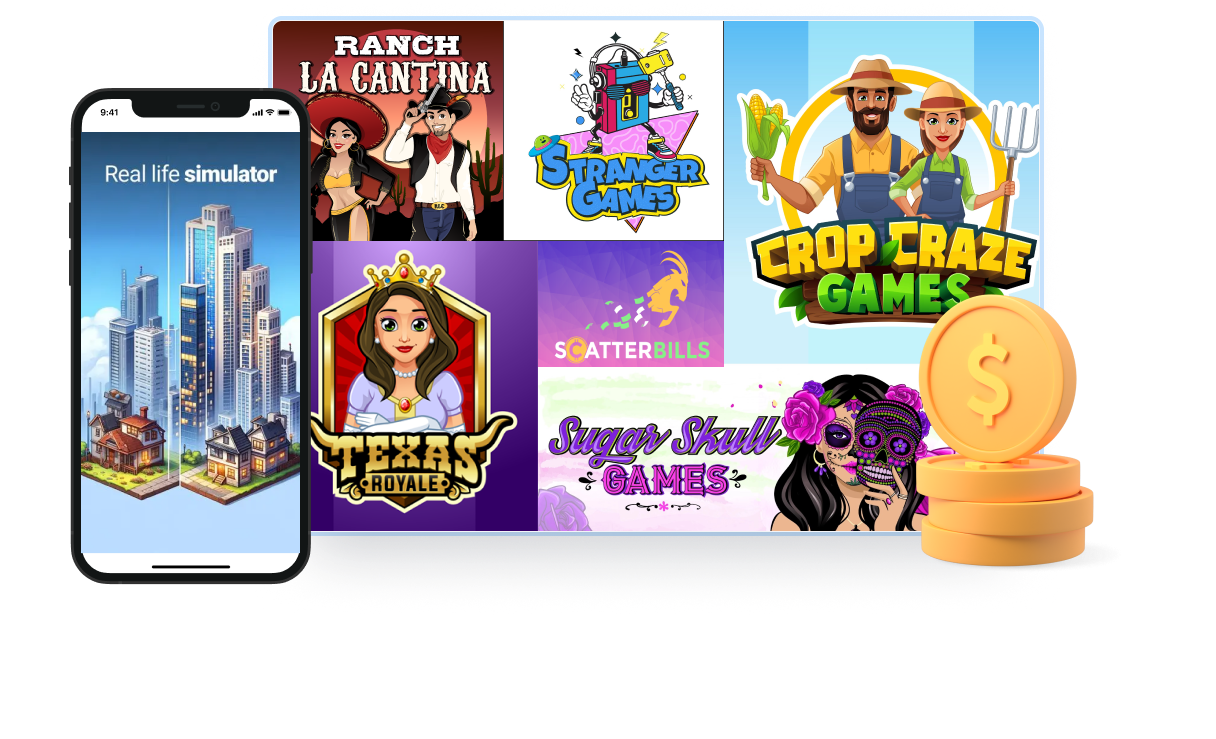 9:41
Real life simulator
RANCH
LA CANTINA
STRANGER
GAMES
CROP CRAZE
GAMES
TEXAS
ROYALE
SCATTERBILLS
Sugar Skull
GAMES
$